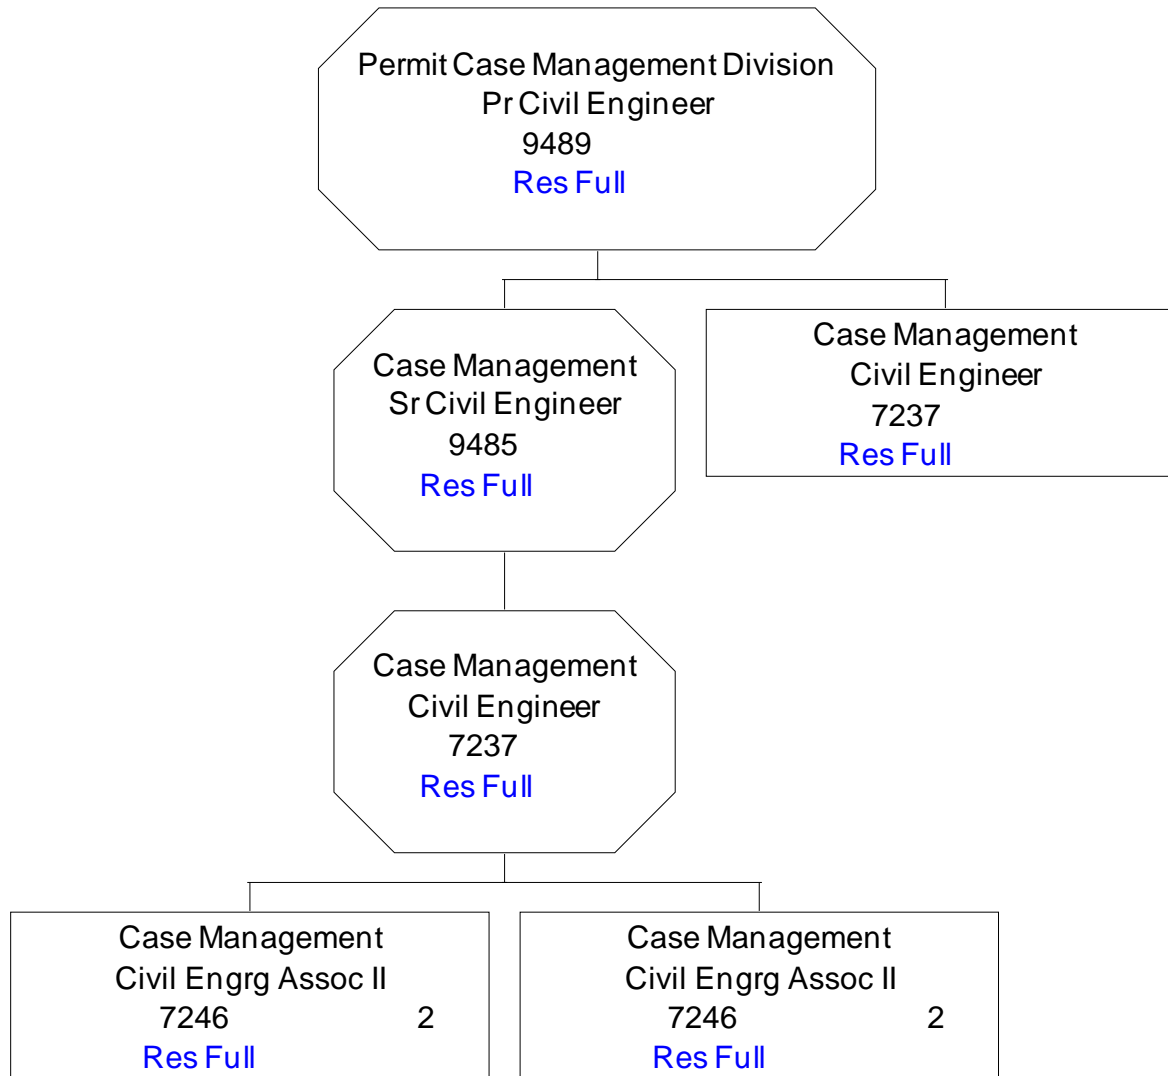 Permit Case Management Division
Pr Civil Engineer
9489
Res Full
Case Management
Sr Civil Engineer
9485
Res Full
Case Management
Civil Engineer
7237
Res Full
Case Management
Civil Engineer
7237
Res Full
Case Management
Civil Engrg Assoc II
7246 2
Res Full
Case Management
Civil Engrg Assoc II
7246 2
Res Full